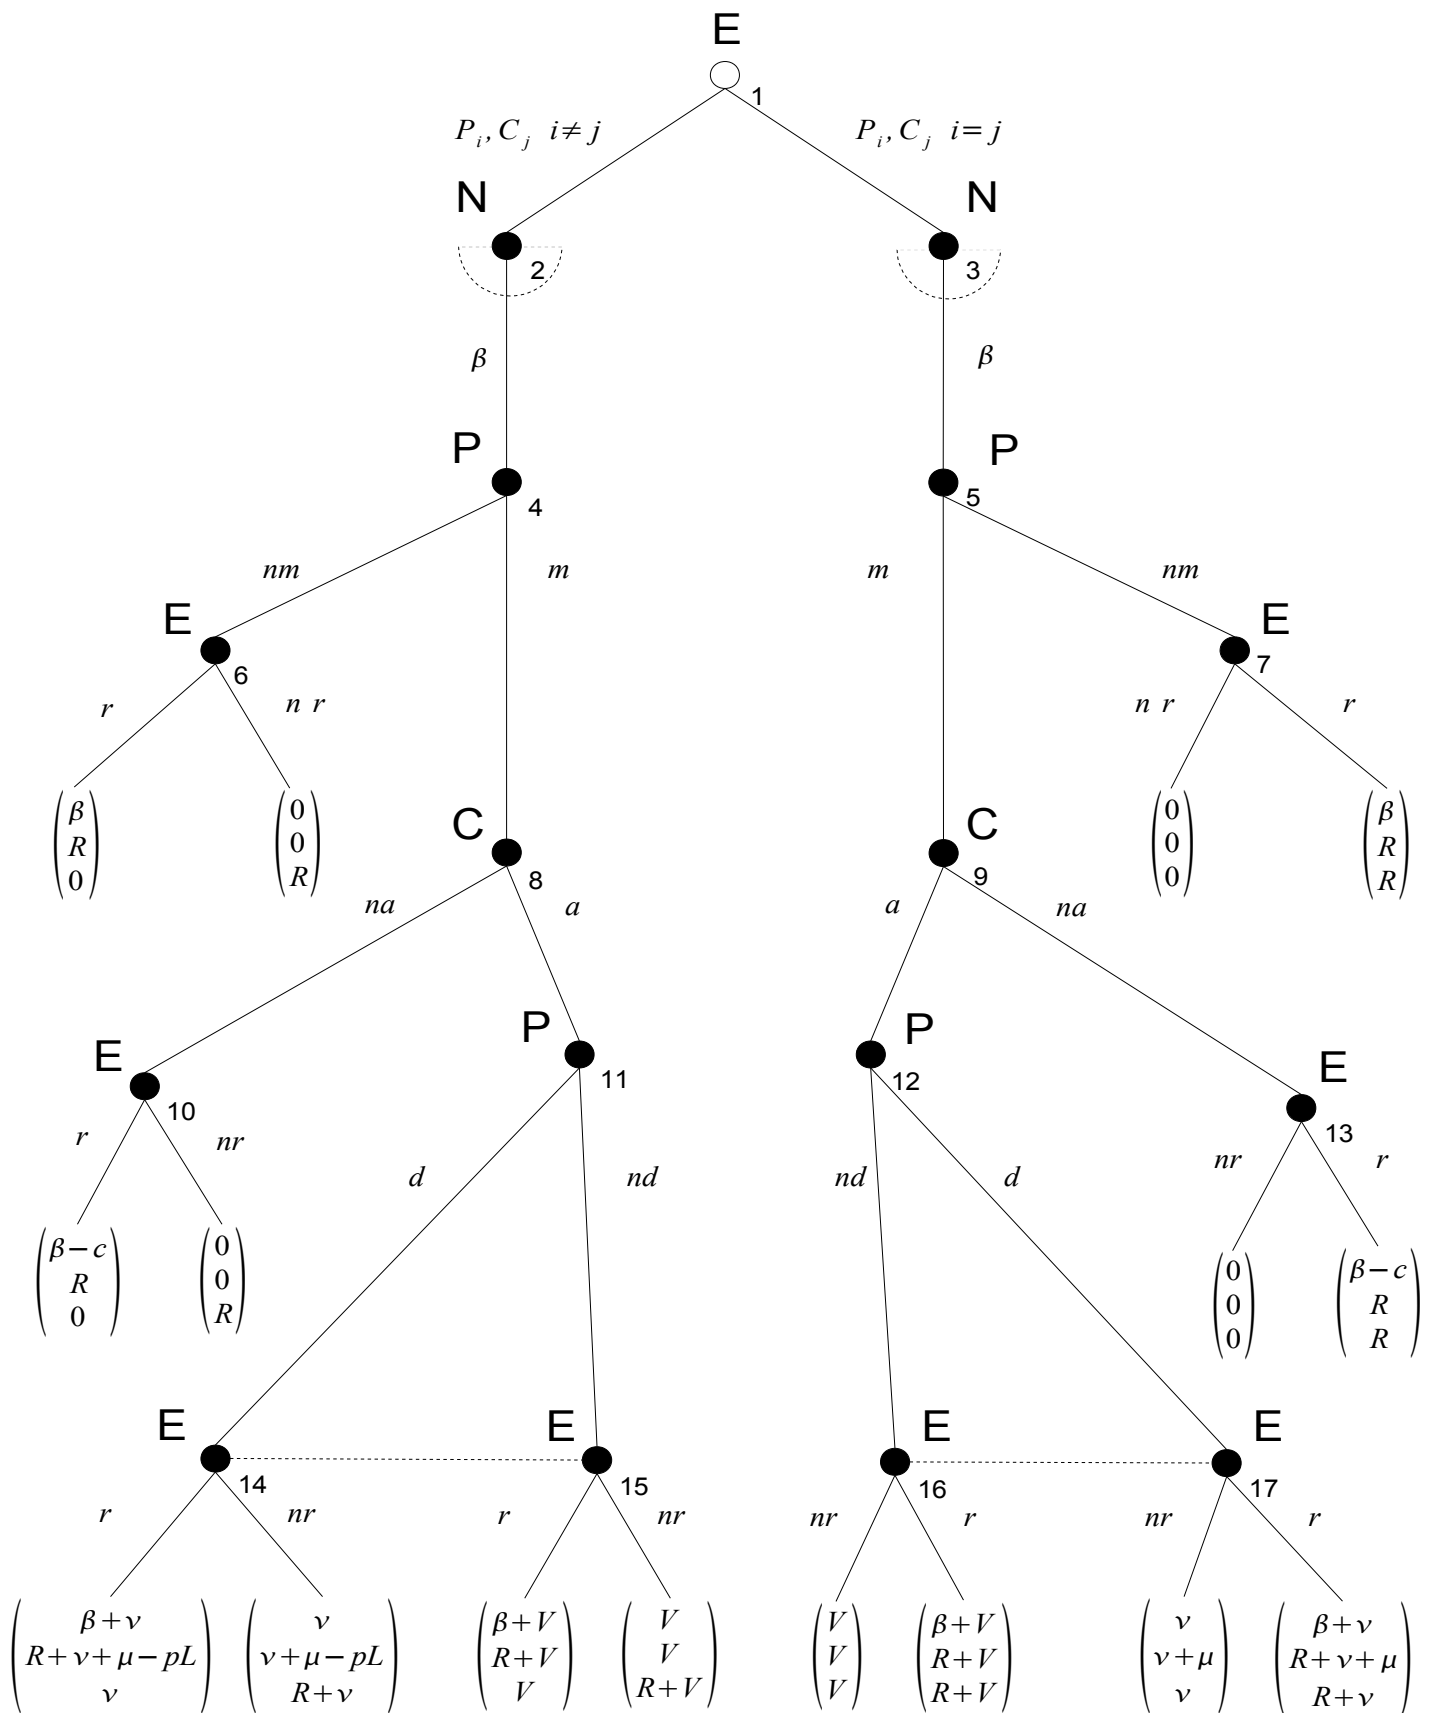 E
1
P_i, C_j i≠j
P_i, C_j i=j
N
N
2
3
β
β
P
P
4
5
nm
m
m
nm
E
E
6
7
r
n r
n r
r
(β R 0)
(0 0 R)
(0 0 0)
(β R R)
C
C
8
9
na
a
a
na
P
P
E
E
11
12
10
13
r
nr
nr
r
d
nd
nd
d
(β−c R 0)
(0 0 R)
(0 0 0)
(β−c R R)
E
E
E
E
14
15
16
17
r
nr
r
nr
nr
r
nr
r
(β+ν R+ν+μ−pL ν)
(ν ν+μ−pL R+ν)
(β+V R+V V)
(V V R+V)
(V V V)
(β+V R+V R+V)
(ν ν+μ ν)
(β+ν R+ν+μ R+ν)